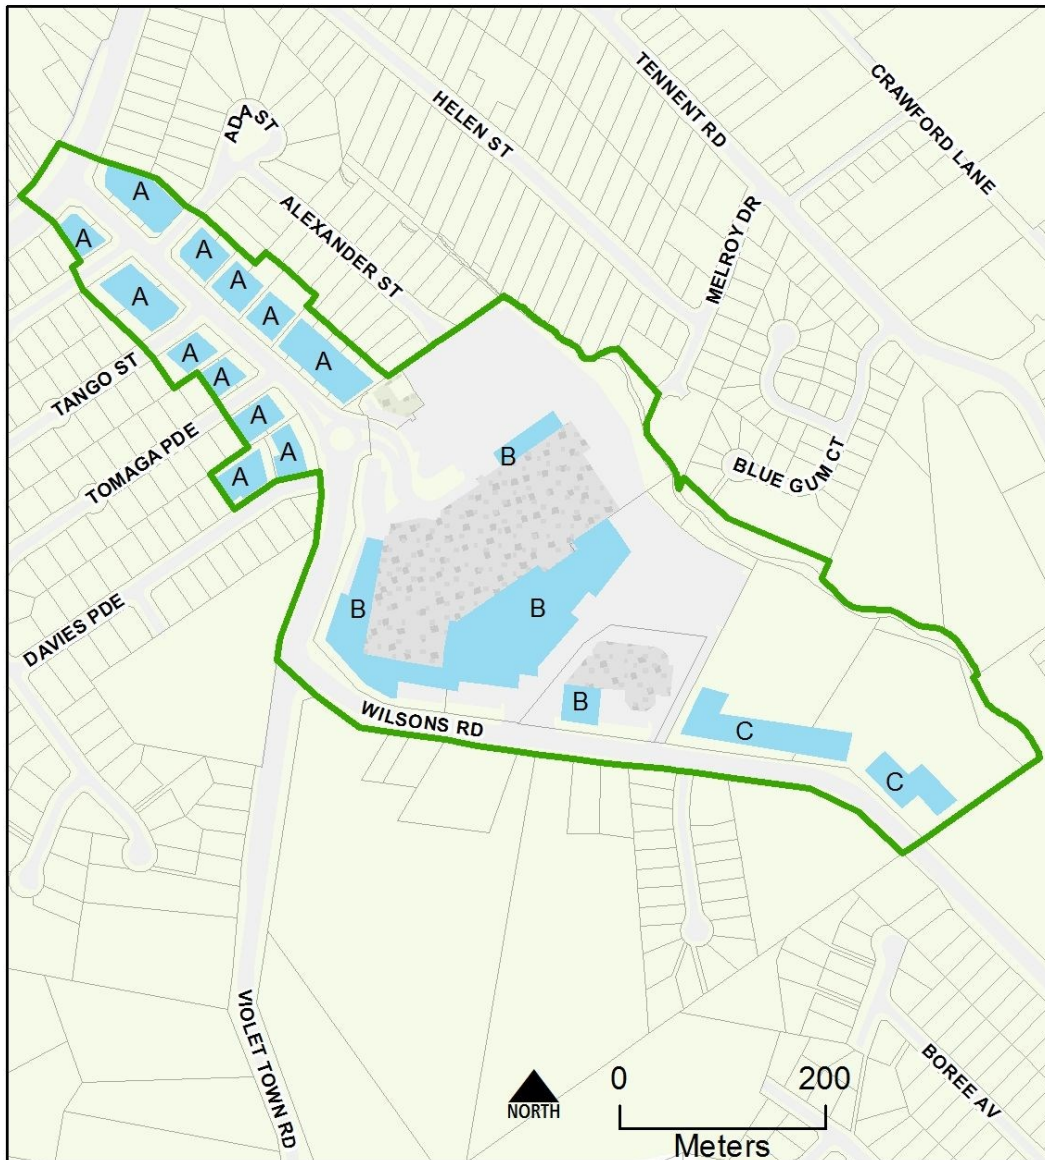 TENNENT RD
CRAWFORD LANE
HELEN ST
ADA ST
A
ALEXANDER ST
A
MELROY DR
A
A
A
A
A
A
TANGO ST
A
A
TOMAGA PDE
A
A
A
BLUE GUM CT
B
DAVIES PDE
B
B
B
WILSONS RD
C
C
VIOLET TOWN RD
BOREE AV
NORTH
0 200
Meters